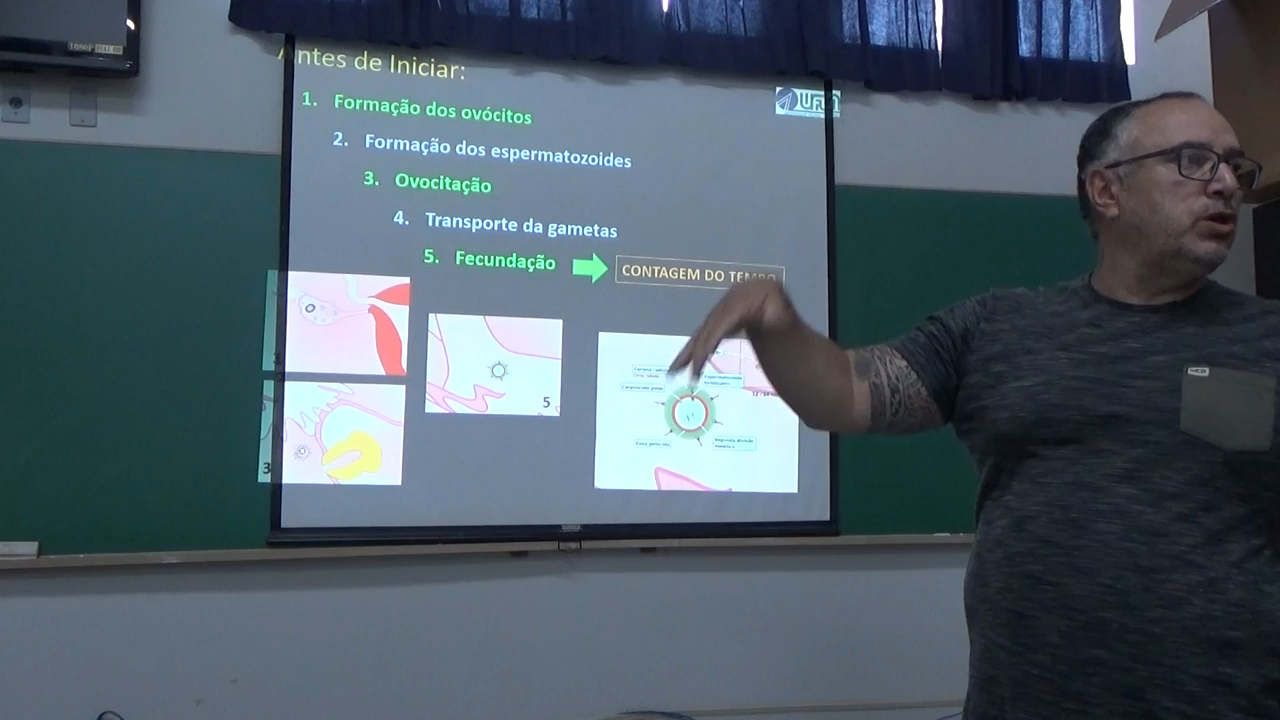 Antes de Iniciar:
1. Formação dos ovócitos
2. Formação dos espermatozoides
3. Ovocitação
4. Transporte da gametas
5. Fecundação
CONTAGEM DO TEMPO
5
3